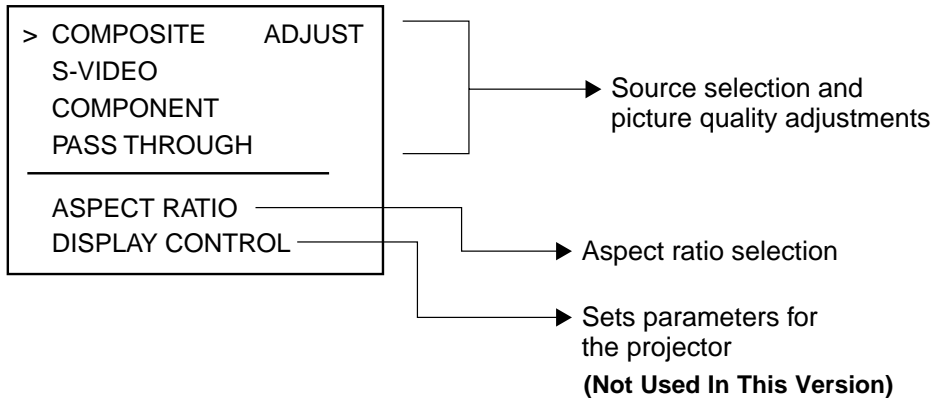 > COMPOSITE ADJUST
S-VIDEO
COMPONENT
PASS THROUGH
ASPECT RATIO
DISPLAY CONTROL
Source selection and
picture quality adjustments
Aspect ratio selection
Sets parameters for
the projector
(Not Used In This Version)